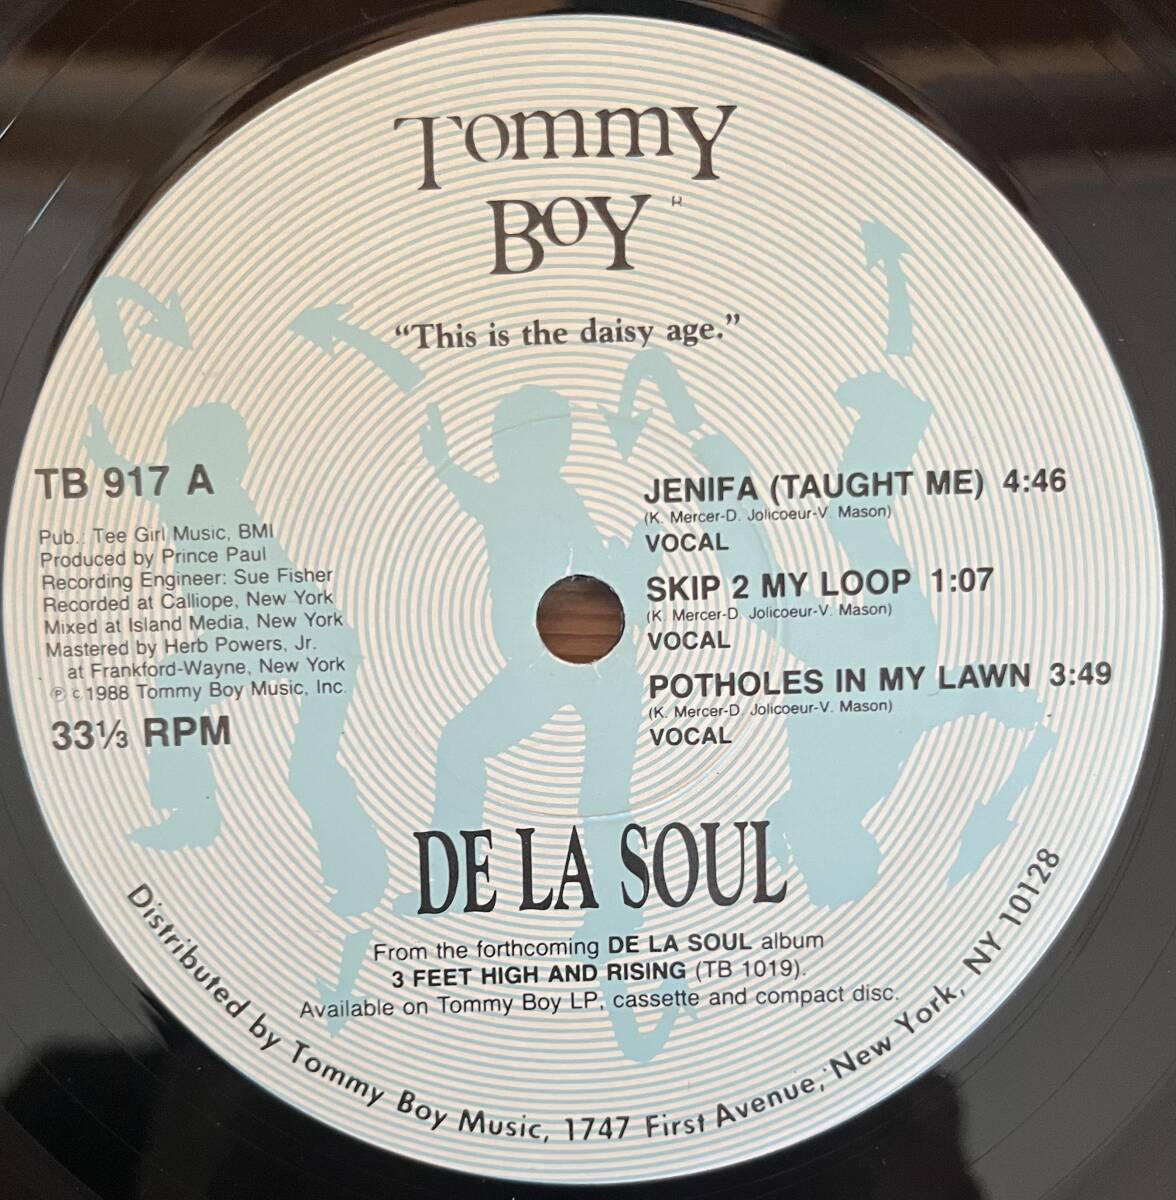 Tommy
Boy
R
“This is the daisy age.”
TB 917 A
Pub.: Tee Girl Music, BMI
Produced by Prince Paul
Recording Engineer: Sue Fisher
Recorded at Calliope, New York
Mixed at Island Media, New York
Mastered by Herb Powers, Jr.
at Frankford-Wayne, New York
℗ © 1988 Tommy Boy Music, Inc.
33⅓ RPM
JENIFA (TAUGHT ME) 4:46
(K. Mercer-D. Jolicoeur-V. Mason)
VOCAL
SKIP 2 MY LOOP 1:07
(K. Mercer-D. Jolicoeur-V. Mason)
VOCAL
POTHOLES IN MY LAWN 3:49
(K. Mercer-D. Jolicoeur-V. Mason)
VOCAL
DE LA SOUL
From the forthcoming DE LA SOUL album
3 FEET HIGH AND RISING (TB 1019).
Available on Tommy Boy LP, cassette and compact disc.
Distributed by Tommy Boy Music, 1747 First Avenue, New York, NY 10128